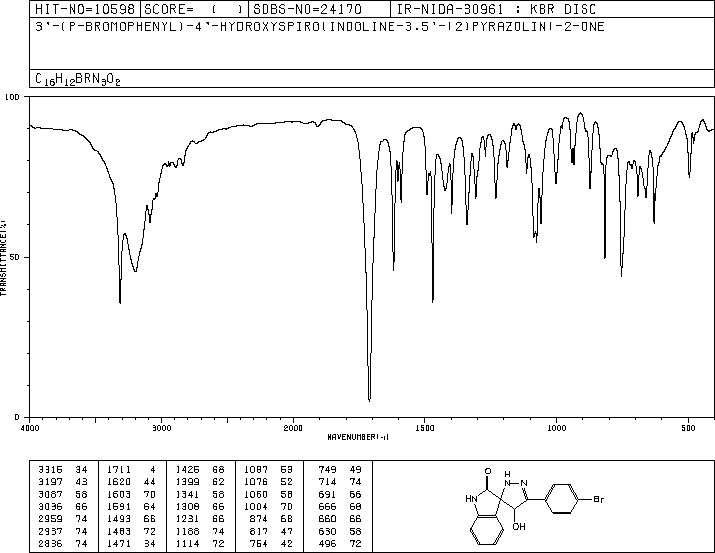 HIT-NO=10598 SCORE= ( ) SDBS-NO=24170 IR-NIDA-30961 : KBR DISC
3'-(P-BROMOPHENYL)-4'-HYDROXYSPIRO(INDOLINE-3.5'-(2)PYRAZOLIN)-2-ONE
C16H12BRN3O2
100
50
0
TRANSMITTANCE(%)
4000 3000 2000 1500 1000 500
WAVENUMBER(-1)
3315 34 1711 4 1425 68 1087 53 749 49
3197 43 1620 44 1399 62 1076 52 714 74
3087 58 1603 70 1341 58 1060 58 691 66
3036 66 1591 64 1308 66 1004 70 666 68
2959 74 1493 66 1231 66 874 68 660 66
2937 74 1483 72 1188 74 817 47 630 58
2836 74 1471 34 1114 72 754 42 496 72
O
H
N
N
HN
Br
OH